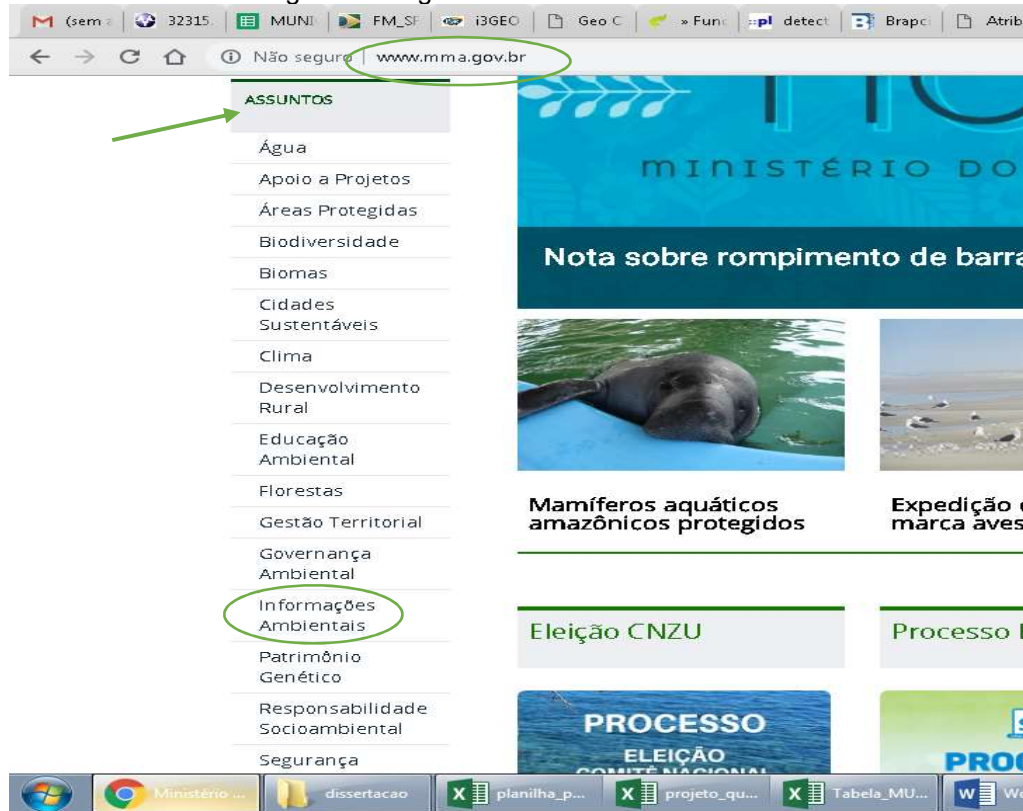 (sem
32315.
MUNI
FM_SF
i3GEO
Geo C
» Func
detect
Brapc
Atrib
Não seguro | www.mma.gov.br
ASSUNTOS
Água
Apoio a Projetos
Áreas Protegidas
Biodiversidade
Biomas
Cidades
Sustentáveis
Clima
Desenvolvimento
Rural
Educação
Ambiental
Florestas
Gestão Territorial
Governança
Ambiental
Informações
Ambientais
Patrimônio
Genético
Responsabilidade
Socioambiental
Segurança
MINISTÉRIO DO
Nota sobre rompimento de barra
Mamíferos aquáticos
amazônicos protegidos
Expedição
marca aves
Eleição CNZU
Processo
PROCESSO
ELEIÇÃO
COMITÊ NACIONAL
PROC
Ministério ...
dissertacao
planilha_p...
projeto_qu...
Tabela_MU...